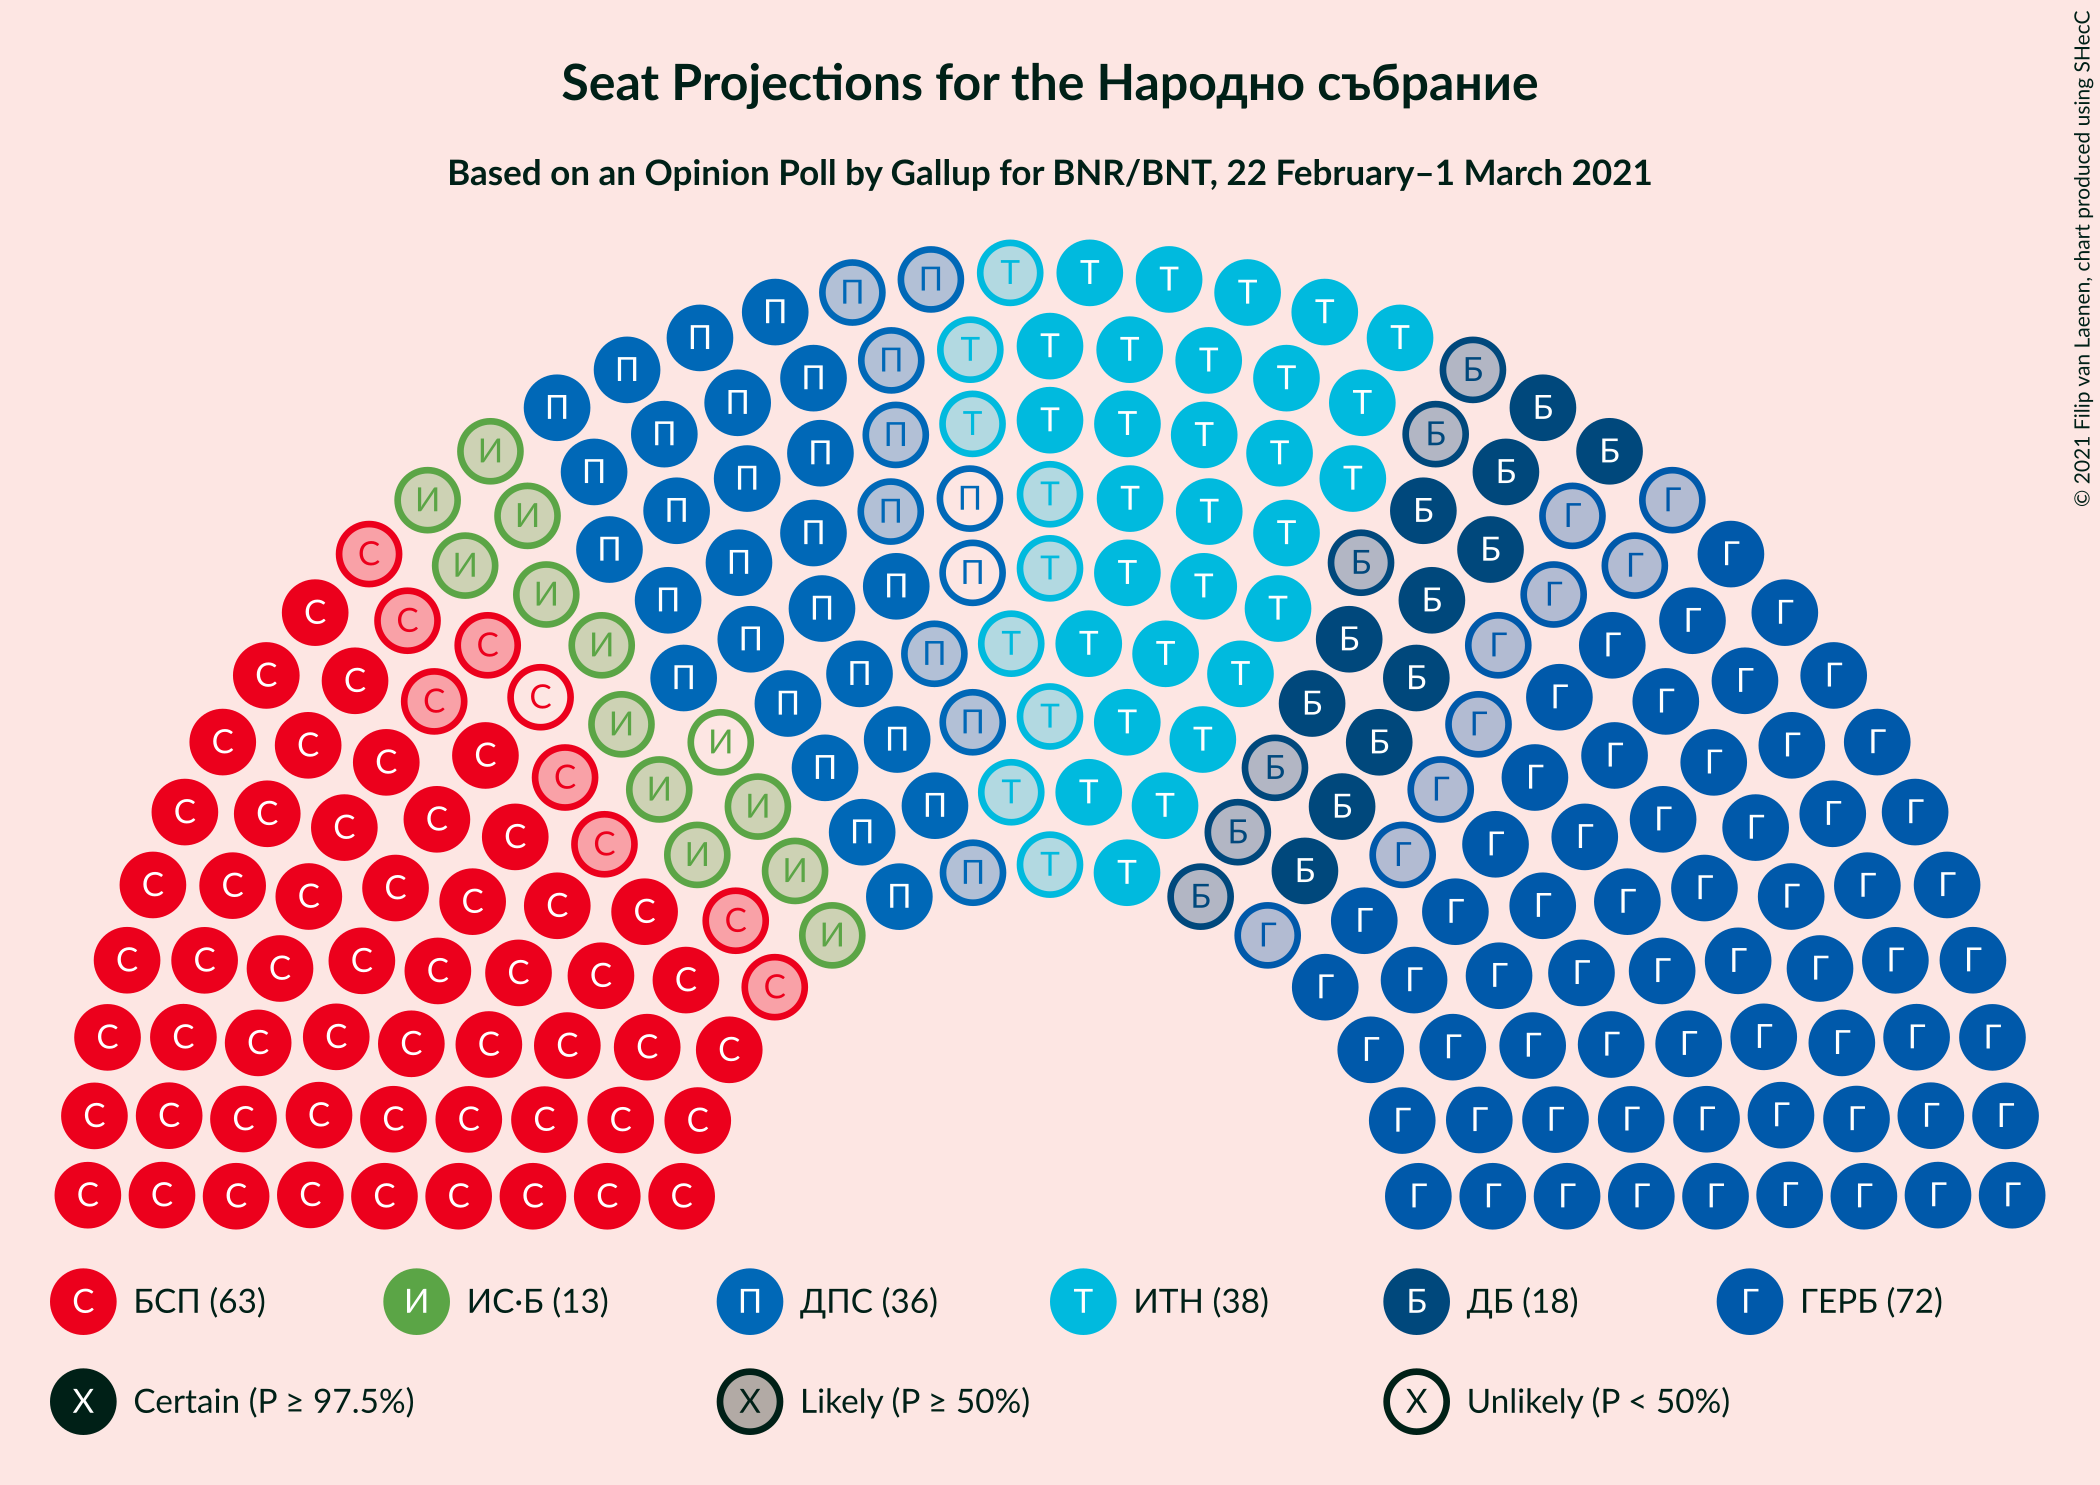 Seat Projections for the Народно събрание
Based on an Opinion Poll by Gallup for BNR/BNT, 22 February–1 March 2021
© 2021 Filip van Laenen, chart produced using SHecC
С БСП (63) И ИС·Б (13) П ДПС (36) Т ИТН (38) Б ДБ (18) Г ГЕРБ (72)
X Certain (P ≥ 97.5%) X Likely (P ≥ 50%) X Unlikely (P < 50%)